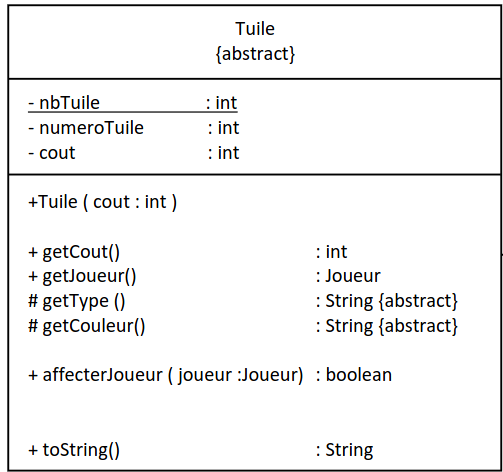 Tuile
{abstract}
- nbTuile : int
- numeroTuile : int
- cout : int
+Tuile ( cout : int )
+ getCout() : int
+ getJoueur() : Joueur
# getType () : String {abstract}
# getCouleur() : String {abstract}
+ affecterJoueur ( joueur :Joueur) : boolean
+ toString() : String